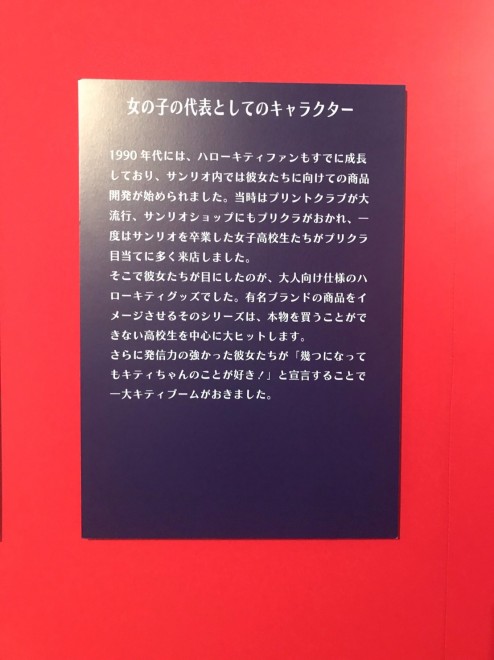 女の子の代表としてのキャラクター
1990 年代には、ハローキティファンもすでに成長
しており、サンリオ内では彼女たちに向けての商品
開発が始められました。当時はプリントクラブが大
流行、サンリオショップにもプリクラがおかれ、一
度はサンリオを卒業した女子高校生たちがプリクラ
目当てに多く来店しました。
そこで彼女たちが目にしたのが、大人向け仕様のハ
ローキティグッズでした。有名ブランドの商品をイ
メージさせるそのシリーズは、本物を買うことがで
きない高校生を中心に大ヒットします。
さらに発信力の強かった彼女たちが「幾つになって
もキティちゃんのことが好き！」と宣言することで
一大キティブームがおきました。